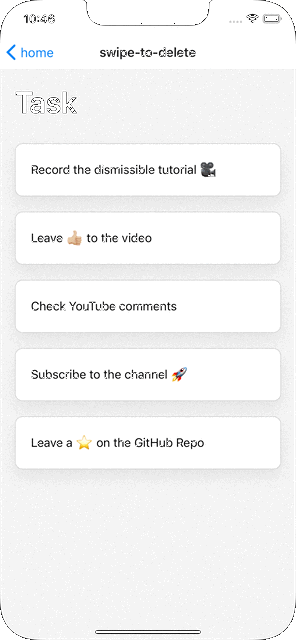 10:46
home
swipe-to-delete
Task
Record the dismissible tutorial 🎥
Leave 👍🏼 to the video
Check YouTube comments
Subscribe to the channel 🚀
Leave a ⭐ on the GitHub Repo